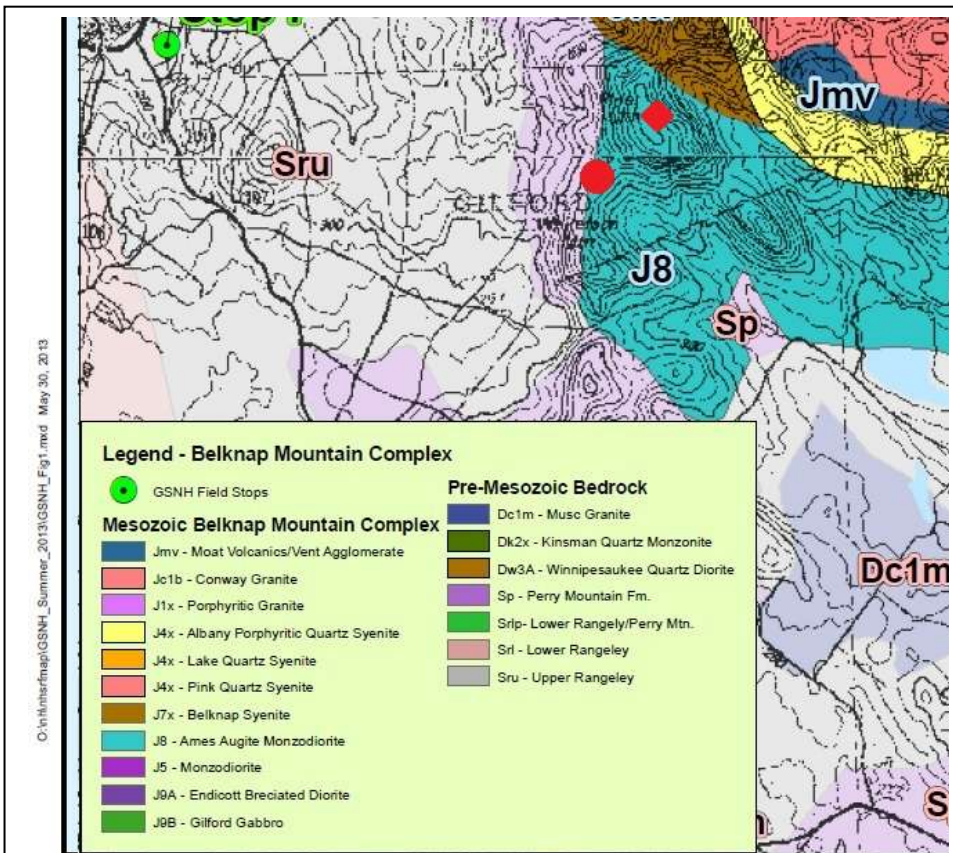 Stop 1
Jmv
Sru
GILFORD
J8
Sp
O:\nh\nhsrfmap\GSNH_Summer_2013\GSNH_Fig1.mxd May 30, 2013
Legend - Belknap Mountain Complex
GSNH Field Stops
Mesozoic Belknap Mountain Complex
Jmv - Moat Volcanics/Vent Agglomerate
Jc1b - Conway Granite
J1x - Porphyritic Granite
J4x - Albany Porphyritic Quartz Syenite
J4x - Lake Quartz Syenite
J4x - Pink Quartz Syenite
J7x - Belknap Syenite
J8 - Ames Augite Monzodiorite
J5 - Monzodiorite
J9A - Endicott Breciated Diorite
J9B - Gilford Gabbro
Pre-Mesozoic Bedrock
Dc1m - Musc Granite
Dk2x - Kinsman Quartz Monzonite
Dw3A - Winnipesaukee Quartz Diorite
Sp - Perry Mountain Fm.
Srlp- Lower Rangely/Perry Mtn.
Srl - Lower Rangeley
Sru - Upper Rangeley
Dc1m